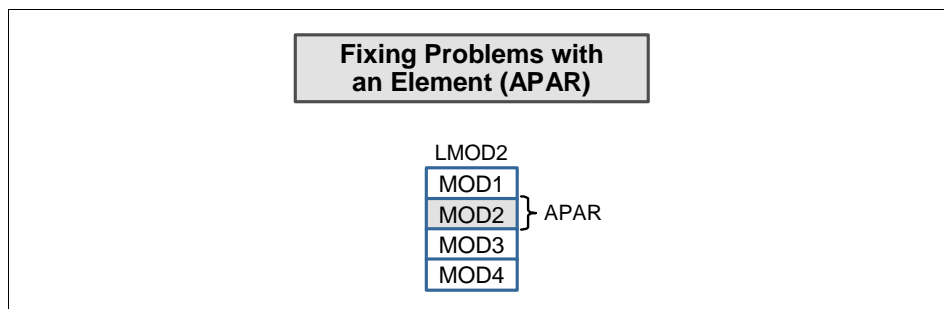 Fixing Problems with
an Element (APAR)
LMOD2
MOD1
MOD2
APAR
MOD3
MOD4